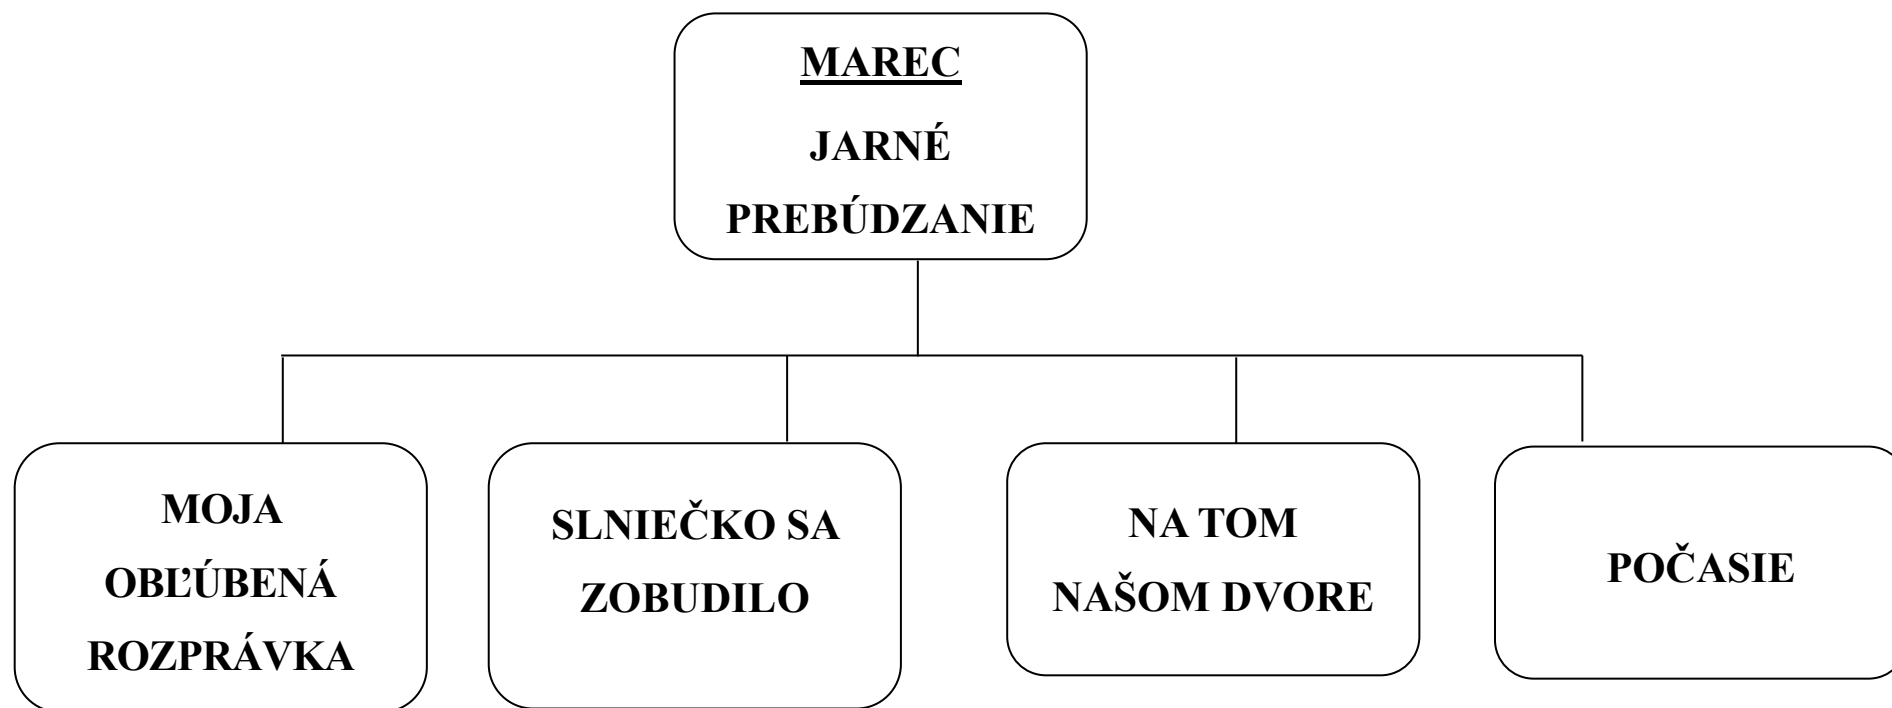 MAREC
JARNÉ
PREBÚDZANIE
MOJA
OBĽÚBENÁ
ROZPRÁVKA
SLNIEČKO SA
ZOBUDILO
NA TOM
NAŠOM DVORE
POČASIE